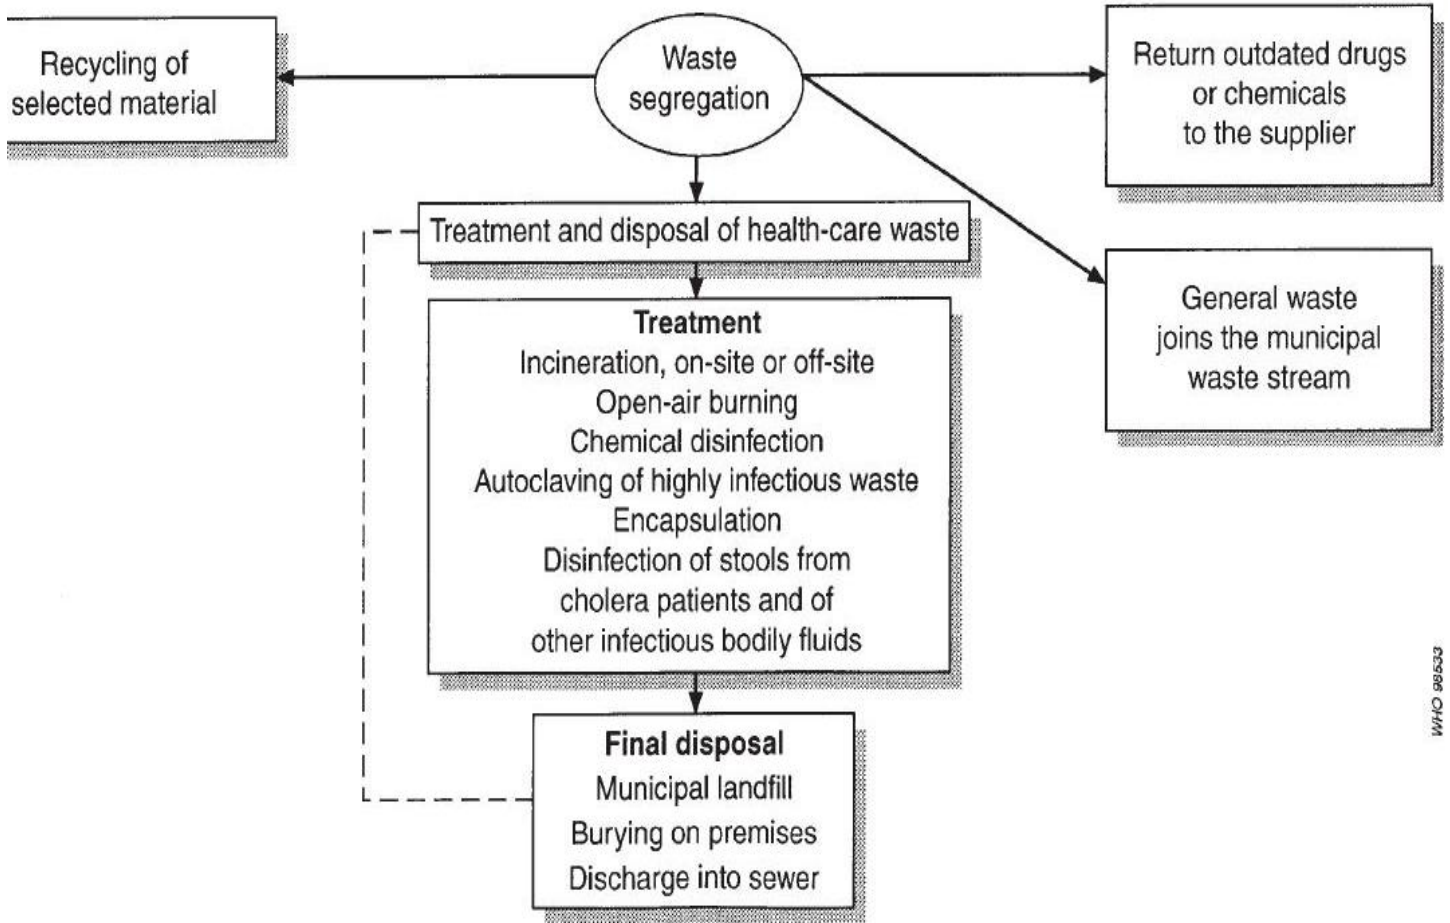 Recycling of
selected material
Waste
segregation
Return outdated drugs
or chemicals
to the supplier
Treatment and disposal of health-care waste
General waste
joins the municipal
waste stream
Treatment
Incineration, on-site or off-site
Open-air burning
Chemical disinfection
Autoclaving of highly infectious waste
Encapsulation
Disinfection of stools from
cholera patients and of
other infectious bodily fluids
Final disposal
Municipal landfill
Burying on premises
Discharge into sewer
WHO 98533